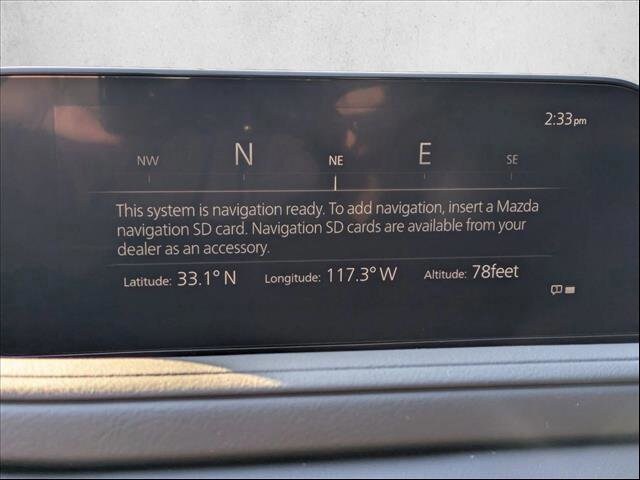 2:33pm
NW N NE E SE
This system is navigation ready. To add navigation, insert a Mazda
navigation SD card. Navigation SD cards are available from your
dealer as an accessory.
Latitude: 33.1° N Longitude: 117.3° W Altitude: 78feet